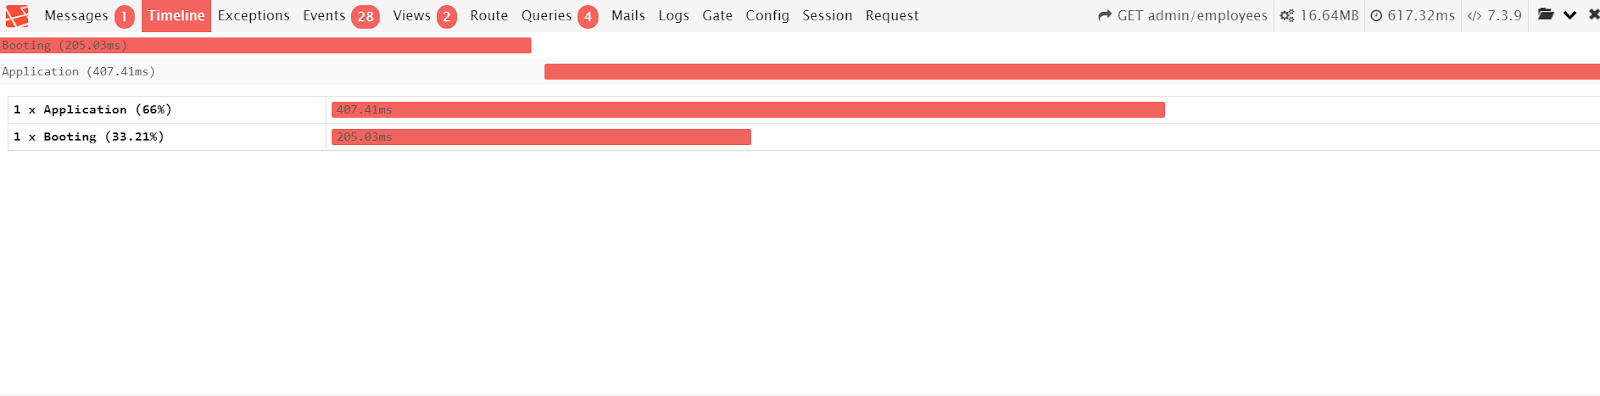 Messages 1 Timeline Exceptions Events 28 Views 2 Route Queries 4 Mails Logs Gate Config Session Request GET admin/employees 16.64MB 617.32ms 7.3.9
Booting (205.03ms)
Application (407.41ms)
1 x Application (66%) 407.41ms
1 x Booting (33.21%) 205.03ms